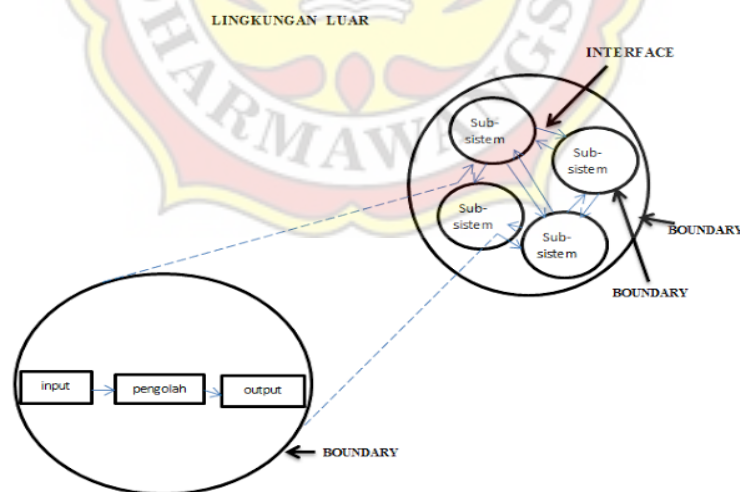 LINGKUNGAN LUAR
INTERFACE
Sub-
sistem
Sub-
sistem
Sub-
sistem
Sub-
sistem
BOUNDARY
BOUNDARY
input
pengolah
output
BOUNDARY